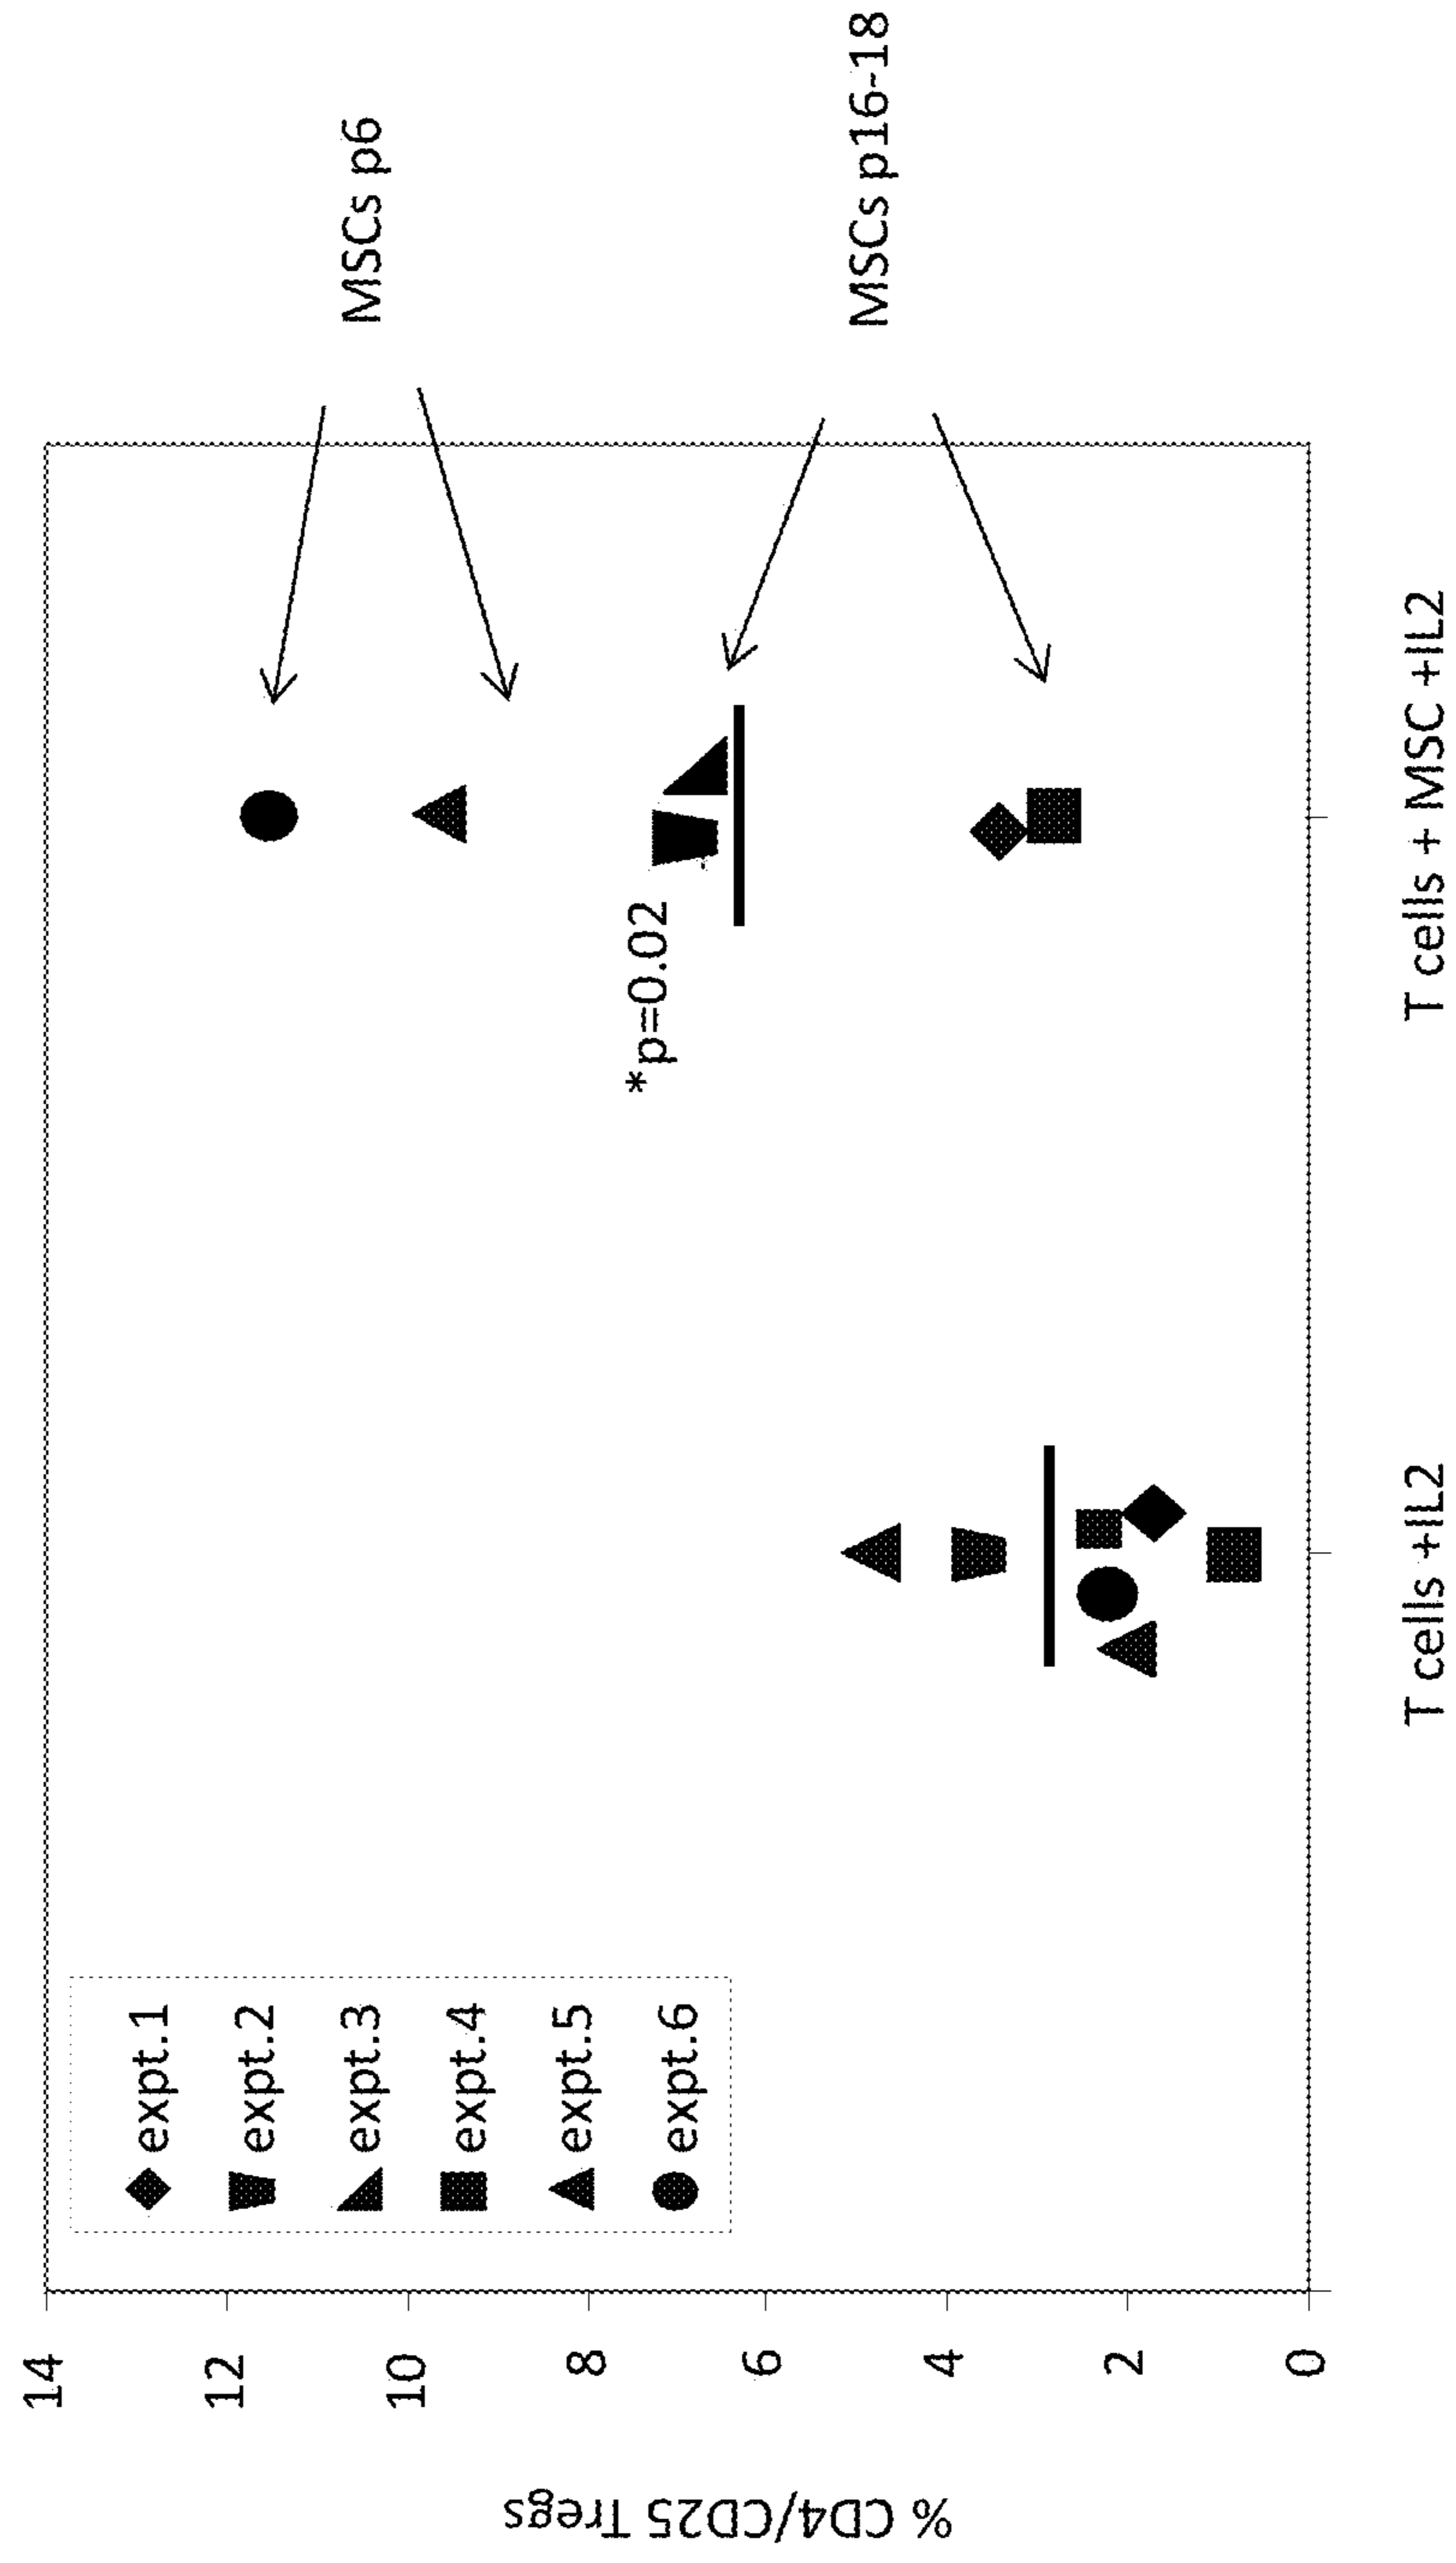 % CD4/CD25 Tregs
14
12
10
8
6
4
2
0
expt.1
expt.2
expt.3
expt.4
expt.5
expt.6
*p=0.02
MSCs p6
MSCs p16-18
T cells +IL2
T cells + MSC +IL2